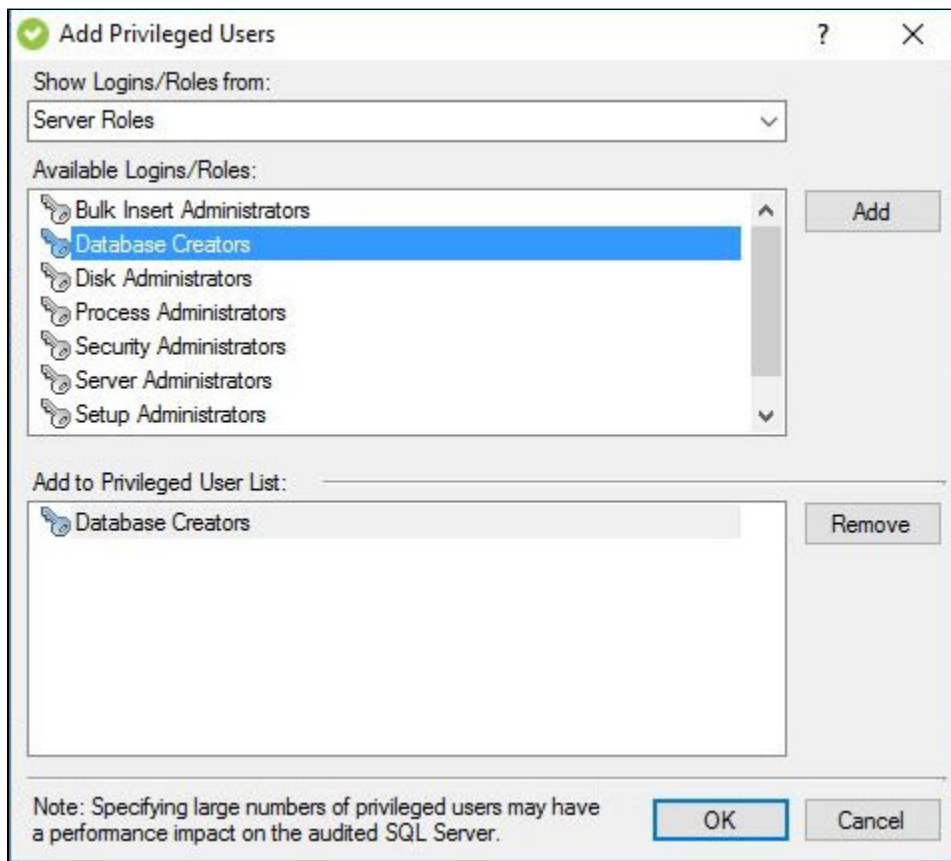 Add Privileged Users
?
Show Logins/Roles from:
Server Roles
Available Logins/Roles:
Bulk Insert Administrators
Add
Database Creators
Disk Administrators
Process Administrators
Security Administrators
Server Administrators
Setup Administrators
Add to Privileged User List:
Database Creators
Remove
Note: Specifying large numbers of privileged users may have
a performance impact on the audited SQL Server.
OK
Cancel